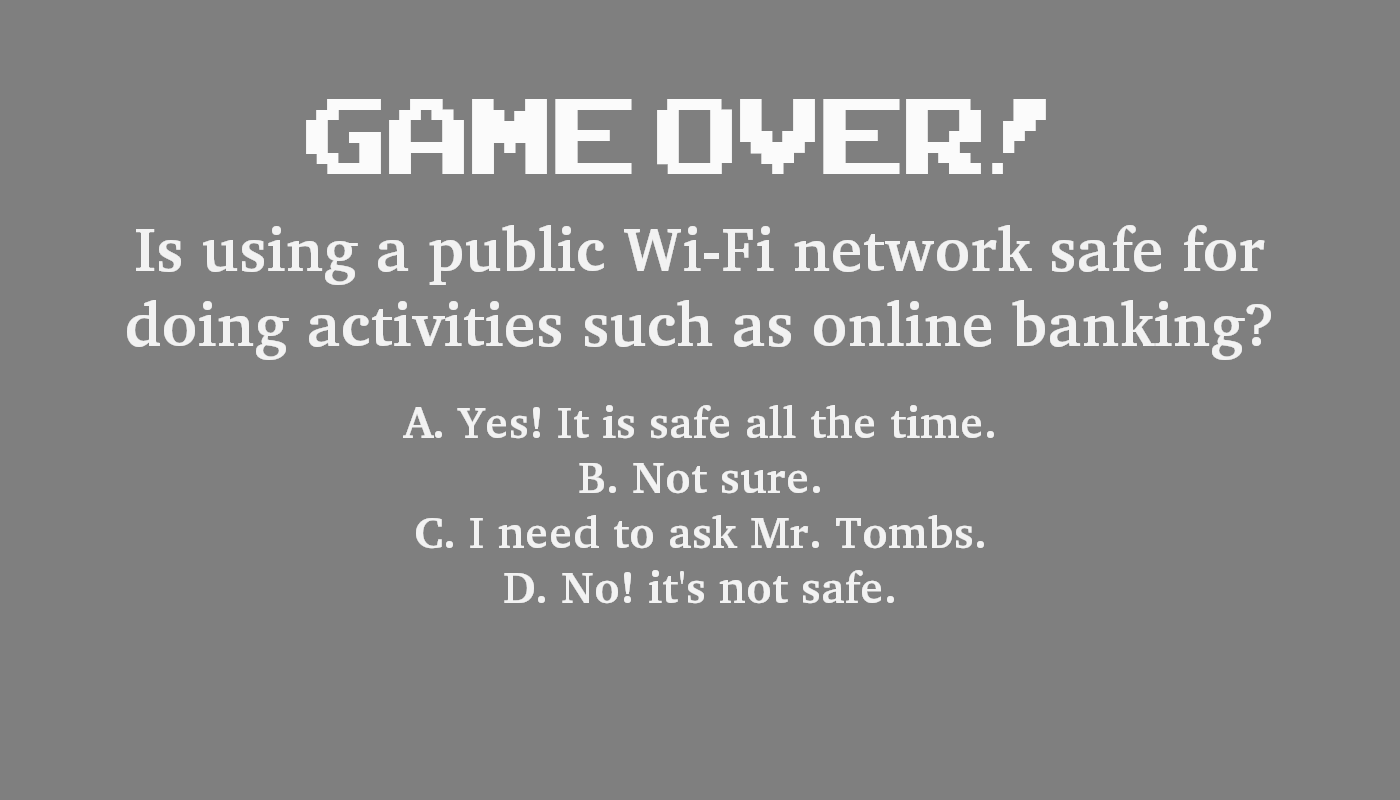 GAME OVER!
Is using a public Wi-Fi network safe for
doing activities such as online banking?
A. Yes! It is safe all the time.
B. Not sure.
C. I need to ask Mr. Tombs.
D. No! it's not safe.